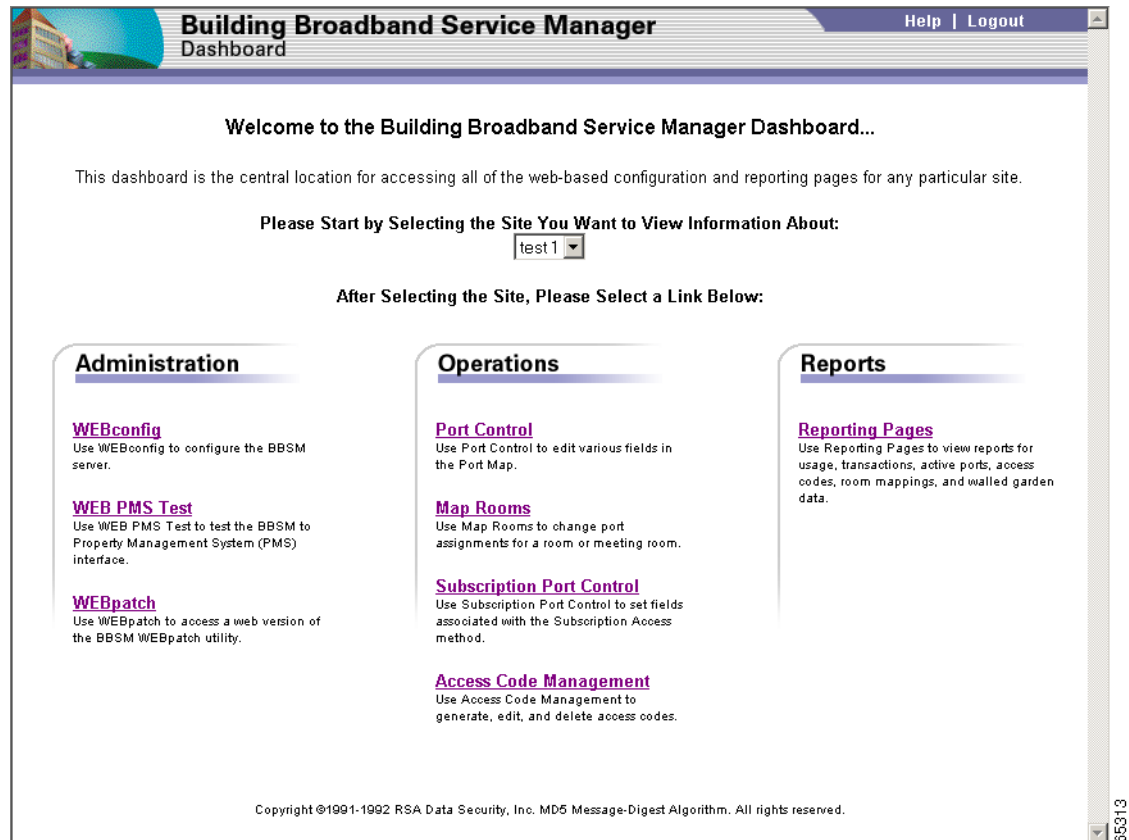 Building Broadband Service Manager
Dashboard
Help | Logout
Welcome to the Building Broadband Service Manager Dashboard...
This dashboard is the central location for accessing all of the web-based configuration and reporting pages for any particular site.
Please Start by Selecting the Site You Want to View Information About:
test 1
After Selecting the Site, Please Select a Link Below:
Administration
WEBconfig
Use WEBconfig to configure the BBSM
server.
WEB PMS Test
Use WEB PMS Test to test the BBSM to
Property Management System (PMS)
interface.
WEBpatch
Use WEBpatch to access a web version of
the BBSM WEBpatch utility.
Operations
Port Control
Use Port Control to edit various fields in
the Port Map.
Map Rooms
Use Map Rooms to change port
assignments for a room or meeting room.
Subscription Port Control
Use Subscription Port Control to set fields
associated with the Subscription Access
method.
Access Code Management
Use Access Code Management to
generate, edit, and delete access codes.
Reports
Reporting Pages
Use Reporting Pages to view reports for
usage, transactions, active ports, access
codes, room mappings, and walled garden
data.
Copyright ©1991-1992 RSA Data Security, Inc. MD5 Message-Digest Algorithm. All rights reserved.
65313